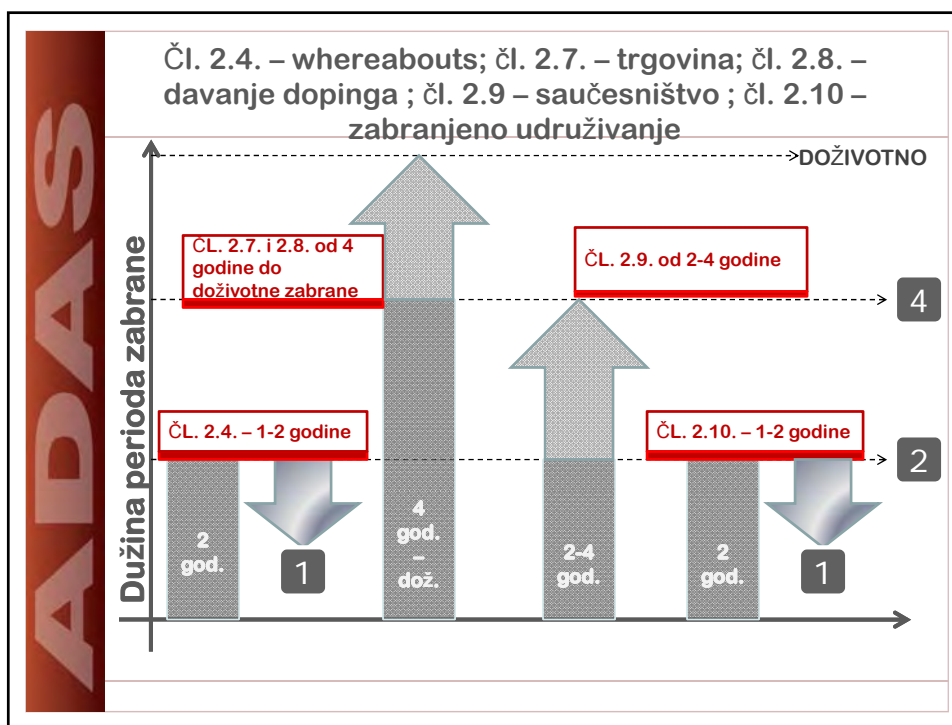 Čl. 2.4. – whereabouts; čl. 2.7. – trgovina; čl. 2.8. –
davanje dopinga ; čl. 2.9 – saučesništvo ; čl. 2.10 –
zabranjeno udruživanje
ADAS
Dužina perioda zabrane
DOŽIVOTNO
ČL. 2.7. i 2.8. od 4
godine do
doživotne zabrane
ČL. 2.9. od 2-4 godine
4
ČL. 2.4. – 1-2 godine
ČL. 2.10. – 1-2 godine
2
2
god.
1
4
god.
–
dož.
2-4
god.
2
god.
1